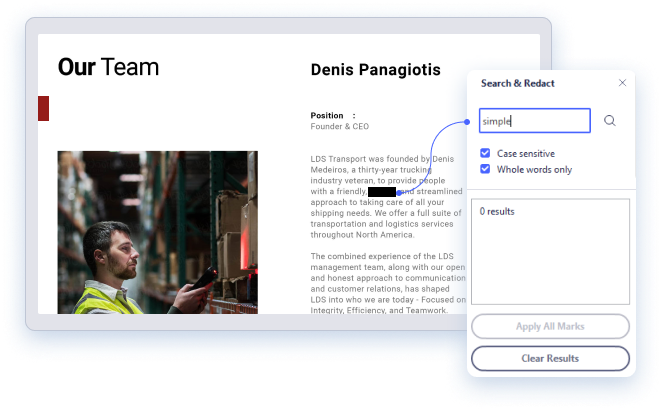 Our Team
Denis Panagiotis
Position :
Founder & CEO
LDS Transport was founded by Denis
Medeiros, a thirty-year trucking
industry veteran, to provide people
with a friendly, and streamlined
approach to taking care of all your
shipping needs. We offer a full suite of
transportation and logistics services
throughout North America.
The combined experience of the LDS
management team, along with our open
and honest approach to communication
and customer relations, has shaped
LDS into who we are today - Focused on
Integrity, Efficiency, and Teamwork.
Search & Redact
simple
Case sensitive
Whole words only
0 results
Apply All Marks
Clear Results